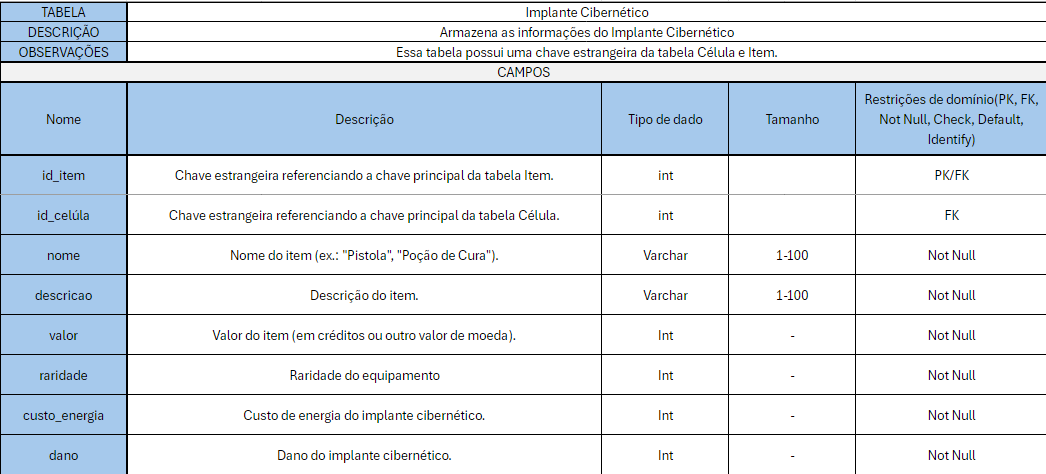 TABELA Implante Cibernético
DESCRIÇÃO Armazena as informações do Implante Cibernético
OBSERVAÇÕES Essa tabela possui uma chave estrangeira da tabela Célula e Item.
CAMPOS
Nome Descrição Tipo de dado Tamanho Restrições de domínio(PK, FK,
Not Null, Check, Default,
Identify)
id_item Chave estrangeira referenciando a chave principal da tabela Item. int PK/FK
id_celúla Chave estrangeira referenciando a chave principal da tabela Célula. int FK
nome Nome do item (ex.: "Pistola", "Poção de Cura"). Varchar 1-100 Not Null
descricao Descrição do item. Varchar 1-100 Not Null
valor Valor do item (em créditos ou outro valor de moeda). Int - Not Null
raridade Raridade do equipamento Int - Not Null
custo_energia Custo de energia do implante cibernético. Int - Not Null
dano Dano do implante cibernético. Int - Not Null